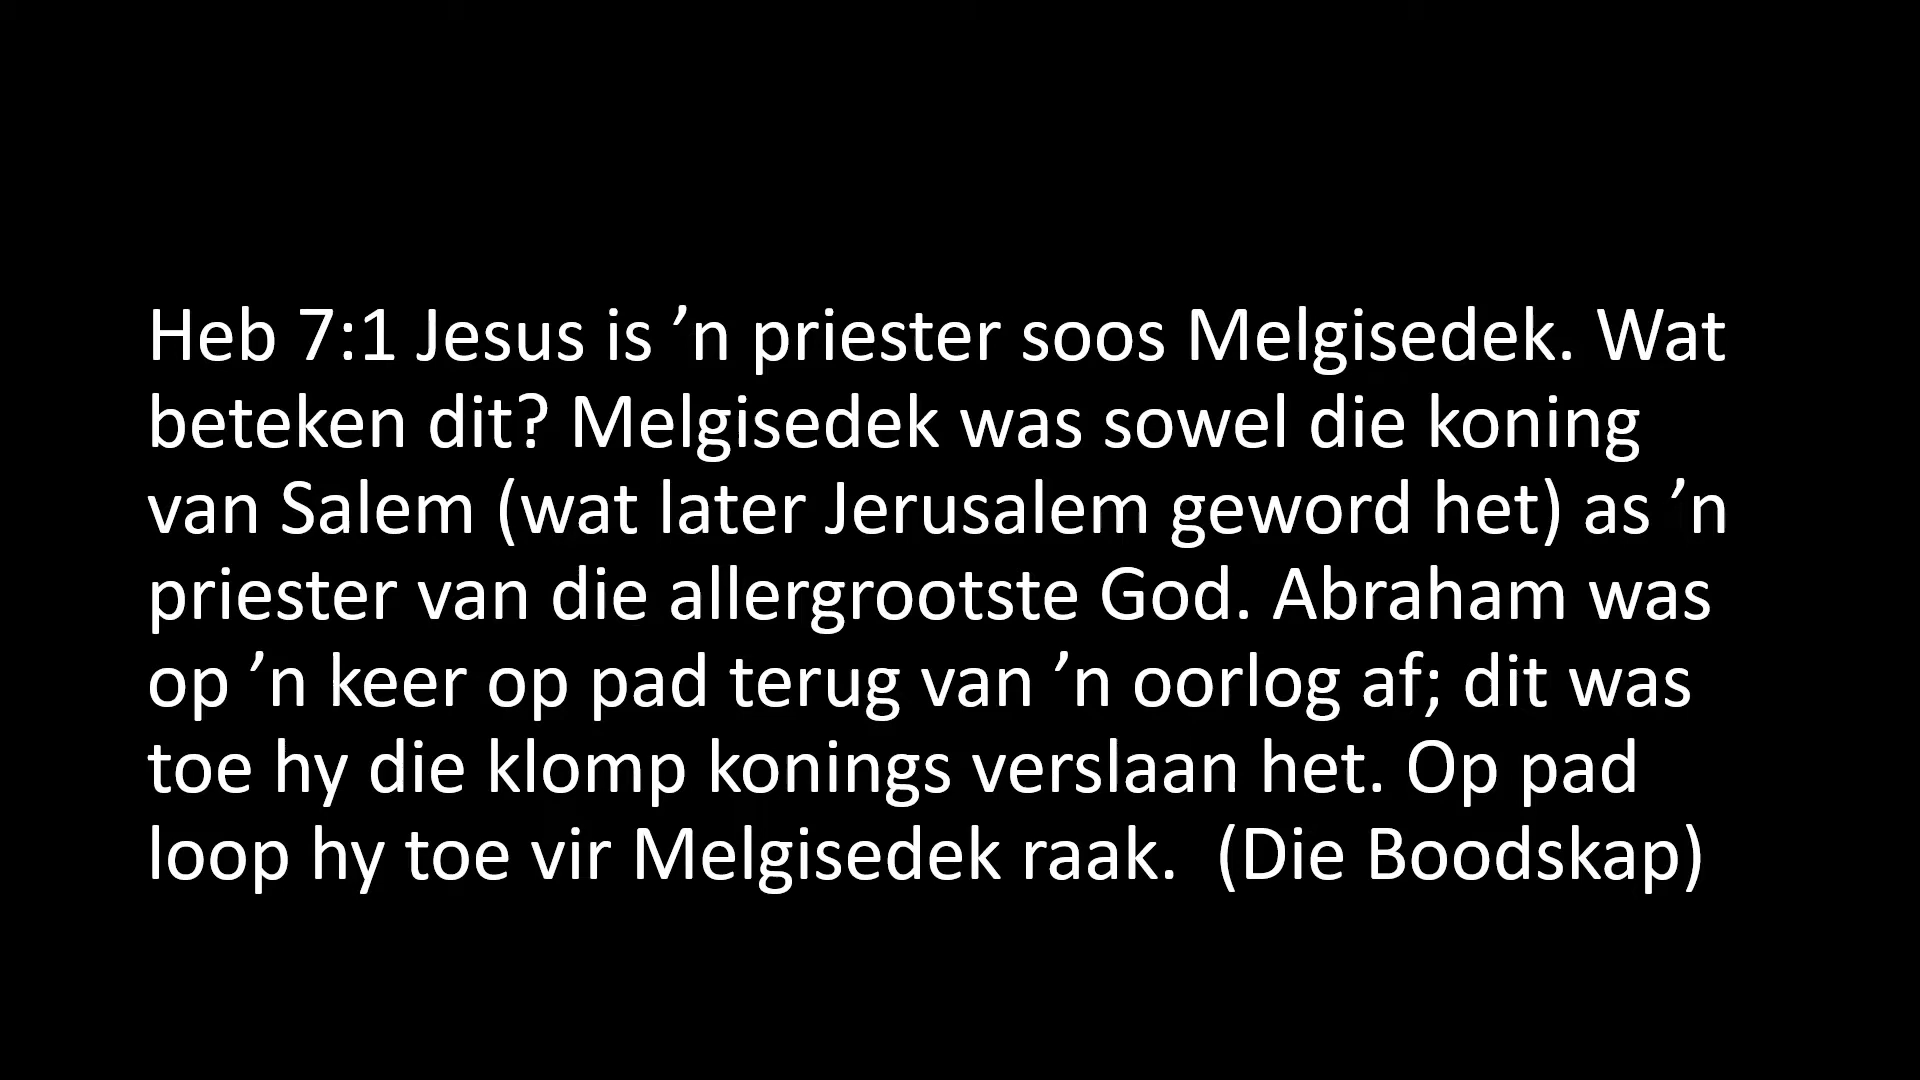 Heb 7:1 Jesus is ’n priester soos Melgisedek. Wat
beteken dit? Melgisedek was sowel die koning
van Salem (wat later Jerusalem geword het) as ’n
priester van die allergrootste God. Abraham was
op ’n keer op pad terug van ’n oorlog af; dit was
toe hy die klomp konings verslaan het. Op pad
loop hy toe vir Melgisedek raak.  (Die Boodskap)